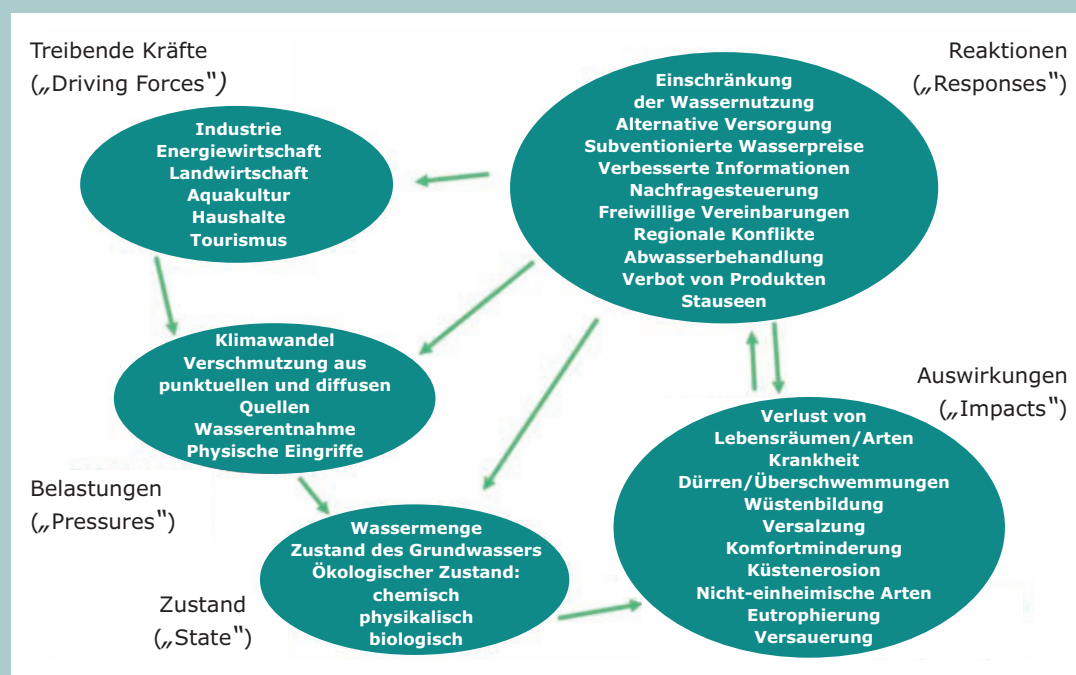 Treibende Kräfte
(„Driving Forces“)
Industrie
Energiewirtschaft
Landwirtschaft
Aquakultur
Haushalte
Tourismus
Reaktionen
(„Responses“)
Einschränkung
der Wassernutzung
Alternative Versorgung
Subventionierte Wasserpreise
Verbesserte Informationen
Nachfragesteuerung
Freiwillige Vereinbarungen
Regionale Konflikte
Abwasserbehandlung
Verbot von Produkten
Stauseen
Klimawandel
Verschmutzung aus
punktuellen und diffusen
Quellen
Wasserentnahme
Physische Eingriffe
Belastungen
(„Pressures“)
Auswirkungen
(„Impacts“)
Verlust von
Lebensräumen/Arten
Krankheit
Dürren/Überschwemmungen
Wüstenbildung
Versalzung
Komfortminderung
Küstenerosion
Nicht-einheimische Arten
Eutrophierung
Versauerung
Wassermenge
Zustand des Grundwassers
Ökologischer Zustand:
chemisch
physikalisch
biologisch
Zustand
(„State“)